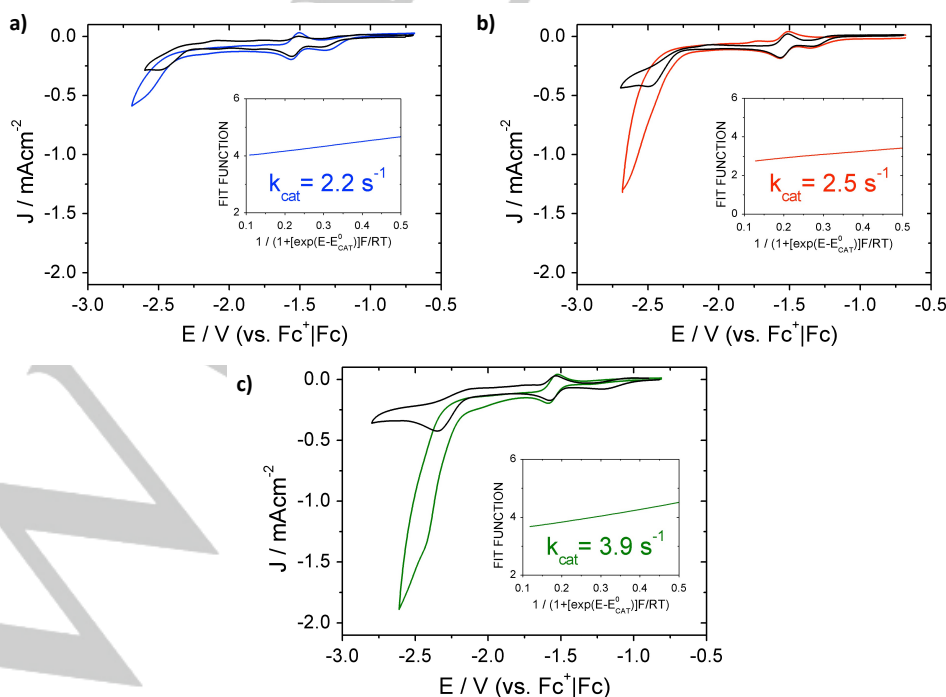 a)
0.0
-0.5
-1.0
-1.5
-2.0
J / mAcm⁻²
-3.0 -2.5 -2.0 -1.5 -1.0 -0.5
E / V (vs. Fc⁺|Fc)
6
4
2
FIT FUNCTION
k_cat = 2.2 s⁻¹
0.1 0.2 0.3 0.4 0.5
1 / (1+[exp(E-E⁰_CAT)]F/RT)
b)
0.0
-0.5
-1.0
-1.5
-2.0
J / mAcm⁻²
-3.0 -2.5 -2.0 -1.5 -1.0 -0.5
E / V (vs. Fc⁺|Fc)
6
4
2
0
FIT FUNCTION
k_cat = 2.5 s⁻¹
0.1 0.2 0.3 0.4 0.5
1 / (1+[exp(E-E⁰_CAT)]F/RT)
c)
0.0
-0.5
-1.0
-1.5
-2.0
J / mAcm⁻²
-3.0 -2.5 -2.0 -1.5 -1.0 -0.5
E / V (vs. Fc⁺|Fc)
6
4
2
FIT FUNCTION
k_cat = 3.9 s⁻¹
0.1 0.2 0.3 0.4 0.5
1 / (1+[exp(E-E⁰_CAT)]F/RT)